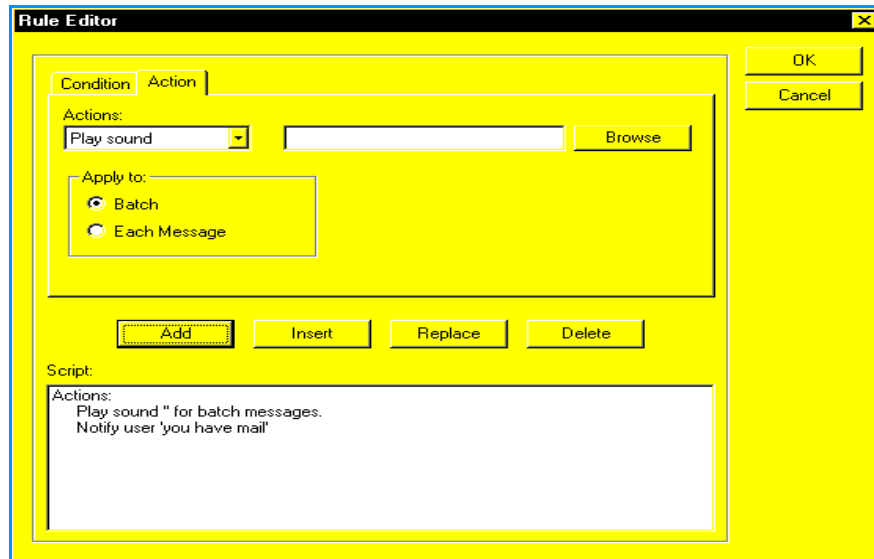 Rule Editor
OK
Cancel
Condition Action
Actions:
Play sound Browse
Apply to:
Batch
Each Message
Add Insert Replace Delete
Script:
Actions:
Play sound '' for batch messages.
Notify user 'you have mail'